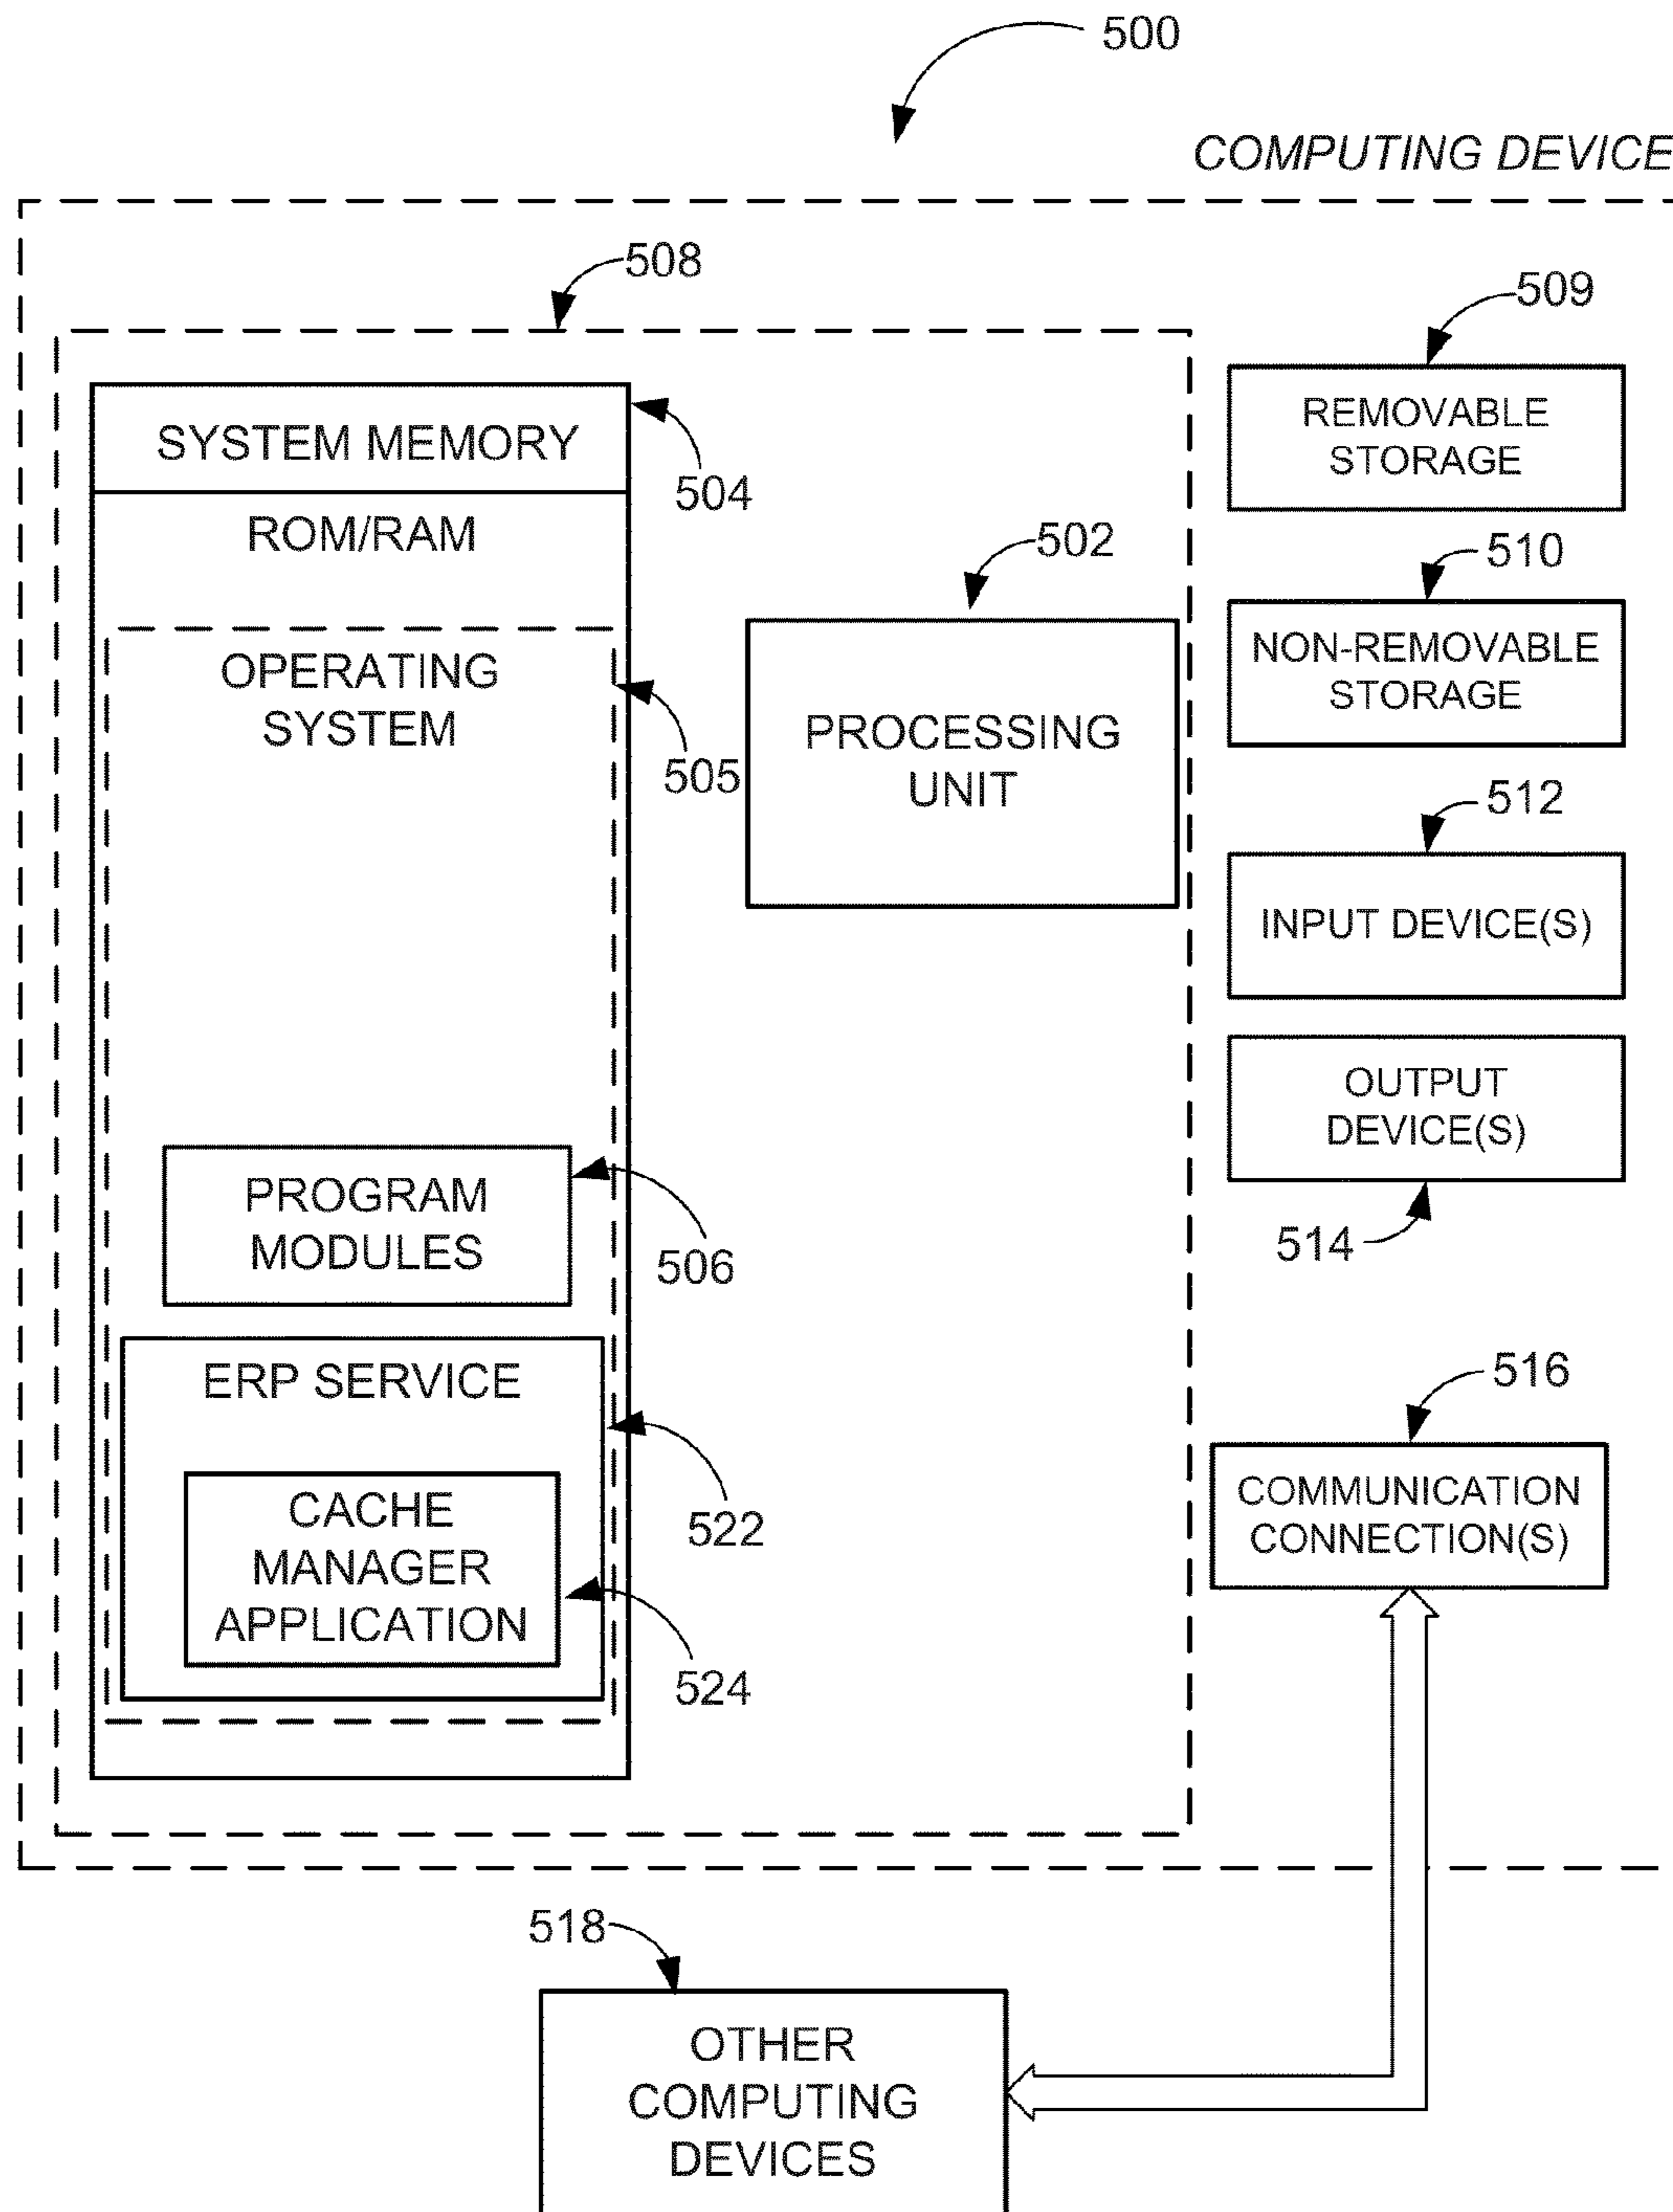 500
COMPUTING DEVICE
508
509
SYSTEM MEMORY
504
REMOVABLE
STORAGE
ROM/RAM
502
510
OPERATING
SYSTEM
505
PROCESSING
UNIT
NON-REMOVABLE
STORAGE
512
INPUT DEVICE(S)
OUTPUT
DEVICE(S)
514
PROGRAM
MODULES
506
ERP SERVICE
522
516
CACHE
MANAGER
APPLICATION
524
COMMUNICATION
CONNECTION(S)
518
OTHER
COMPUTING
DEVICES